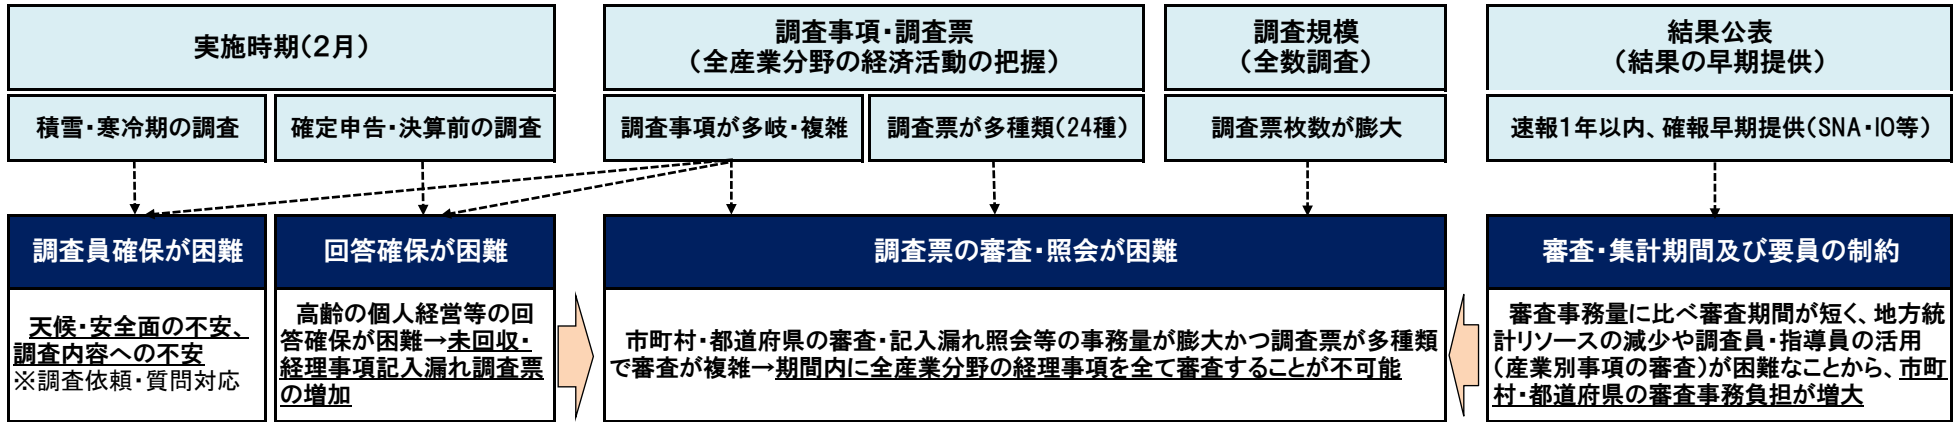 実施時期（２月）
調査事項・調査票
（全産業分野の経済活動の把握）
調査規模
（全数調査）
結果公表
（結果の早期提供）
積雪・寒冷期の調査
確定申告・決算前の調査
調査事項が多岐・複雑
調査票が多種類（24種）
調査票枚数が膨大
速報１年以内、確報早期提供（SNA・IO等）
調査員確保が困難
回答確保が困難
調査票の審査・照会が困難
審査・集計期間及び要員の制約
天候・安全面の不安、
調査内容への不安
※調査依頼・質問対応
高齢の個人経営等の回
答確保が困難→未回収・
経理事項記入漏れ調査票
の増加
市町村・都道府県の審査・記入漏れ照会等の事務量が膨大かつ調査票が多種類
で審査が複雑→期間内に全産業分野の経理事項を全て審査することが不可能
審査事務量に比べ審査期間が短く、地方統
計リソースの減少や調査員・指導員の活用
（産業別事項の審査）が困難なことから、市町
村・都道府県の審査事務負担が増大